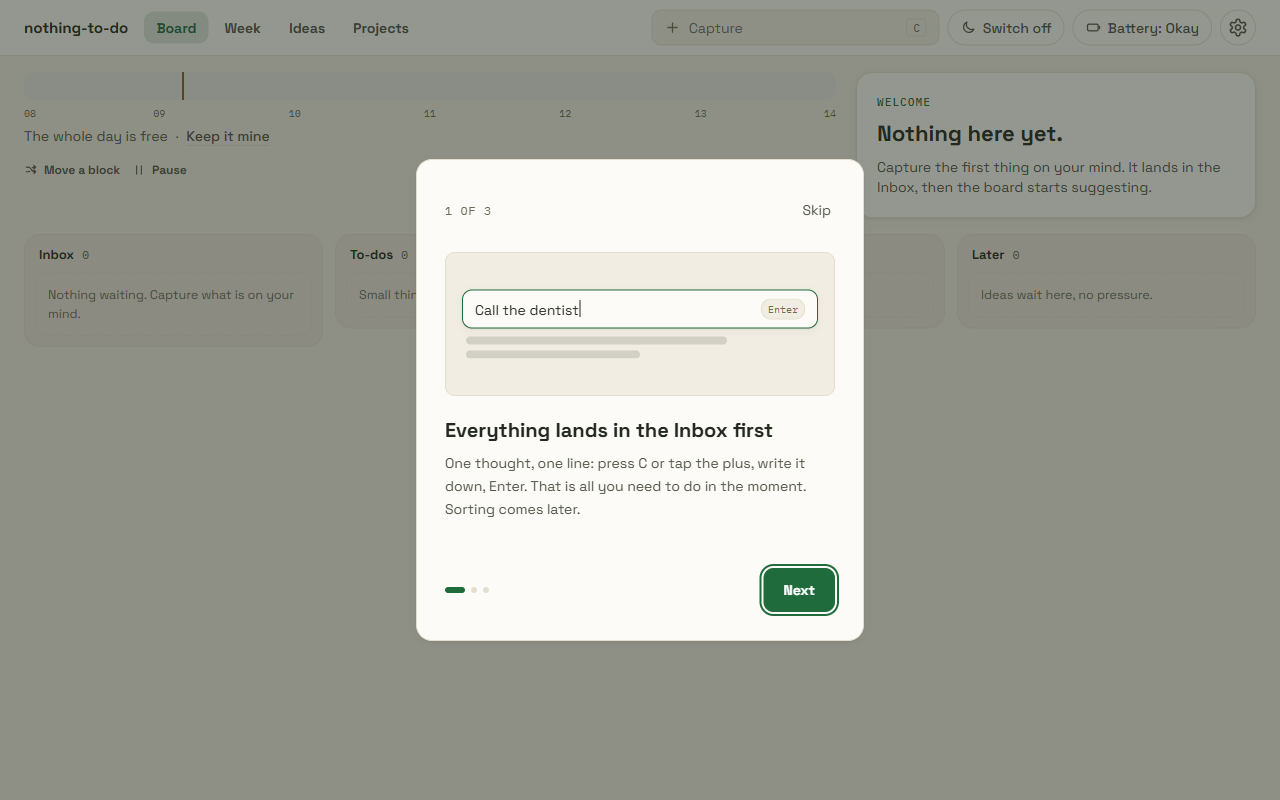 nothing-to-do
Board
Week
Ideas
Projects
Capture
C
Switch off
Battery: Okay
08 09 10 11 12 13 14
The whole day is free · Keep it mine
Move a block
Pause
WELCOME
Nothing here yet.
Capture the first thing on your mind. It lands in the
Inbox, then the board starts suggesting.
Inbox 0
Nothing waiting. Capture what is on your
mind.
To-dos 0
Later 0
Ideas wait here, no pressure.
1 OF 3
Skip
Call the dentist
Enter
Everything lands in the Inbox first
One thought, one line: press C or tap the plus, write it
down, Enter. That is all you need to do in the moment.
Sorting comes later.
Next